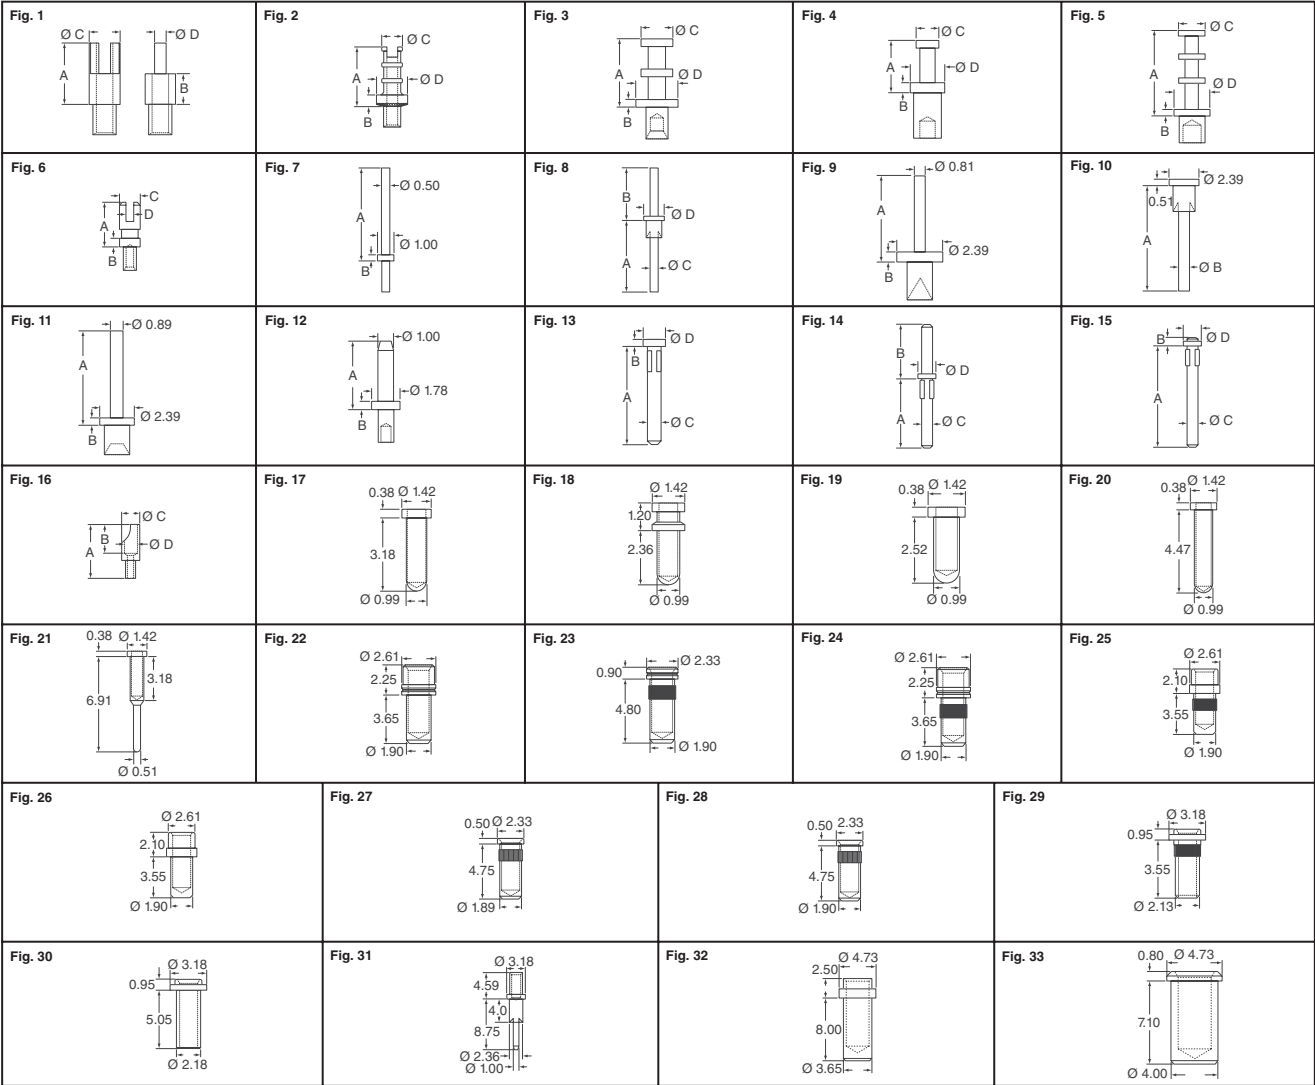 Fig. 1
Ø C
Ø D
A
B
Fig. 2
Ø C
A
Ø D
B
Fig. 3
Ø C
A
Ø D
B
Fig. 4
Ø C
A
Ø D
B
Fig. 5
Ø C
A
Ø D
B
Fig. 6
C
D
A
B
Fig. 7
Ø 0.50
A
Ø 1.00
B
Fig. 8
B
Ø D
A
Ø C
Fig. 9
Ø 0.81
A
Ø 2.39
B
Fig. 10
Ø 2.39
0.51
A
Ø B
Fig. 11
Ø 0.89
A
Ø 2.39
B
Fig. 12
Ø 1.00
A
Ø 1.78
B
Fig. 13
Ø D
B
A
Ø C
Fig. 14
B
Ø D
A
Ø C
Fig. 15
B
Ø D
A
Ø C
Fig. 16
Ø C
B
A
Ø D
Fig. 17
0.38 Ø 1.42
3.18
Ø 0.99
Fig. 18
Ø 1.42
1.20
2.36
Ø 0.99
Fig. 19
0.38 Ø 1.42
2.52
Ø 0.99
Fig. 20
0.38 Ø 1.42
4.47
Ø 0.99
Fig. 21
0.38 Ø 1.42
3.18
6.91
Ø 0.51
Fig. 22
Ø 2.61
2.25
3.65
Ø 1.90
Fig. 23
Ø 2.33
0.90
4.80
Ø 1.90
Fig. 24
Ø 2.61
2.25
3.65
Ø 1.90
Fig. 25
Ø 2.61
2.10
3.55
Ø 1.90
Fig. 26
Ø 2.61
2.10
3.55
Ø 1.90
Fig. 27
0.50 Ø 2.33
4.75
Ø 1.89
Fig. 28
0.50 2.33
4.75
Ø 1.90
Fig. 29
Ø 3.18
0.95
3.55
Ø 2.13
Fig. 30
Ø 3.18
0.95
5.05
Ø 2.18
Fig. 31
Ø 3.18
4.59
4.0
8.75
Ø 2.36
Ø 1.00
Fig. 32
Ø 4.73
2.50
8.00
Ø 3.65
Fig. 33
0.80 Ø 4.73
7.10
Ø 4.00